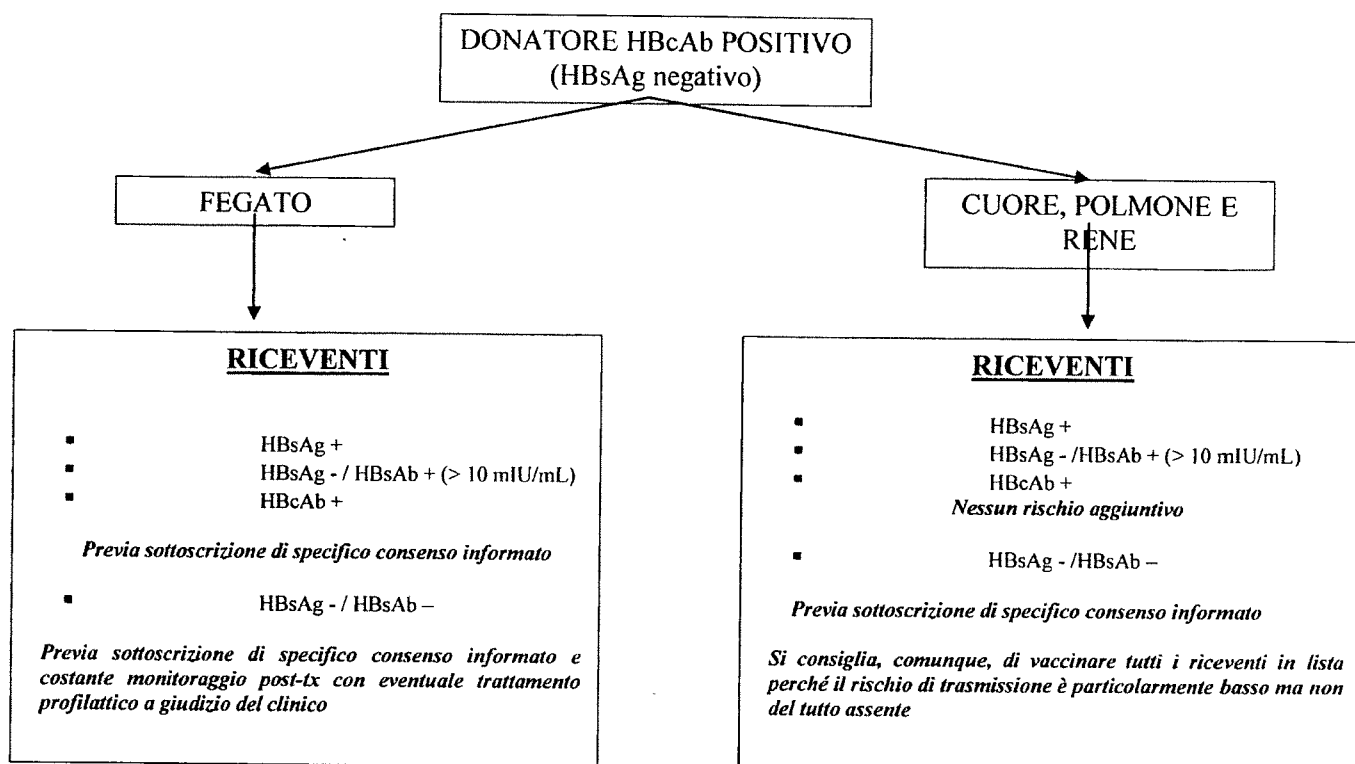 DONATORE HBcAb POSITIVO
(HBsAg negativo)
FEGATO
CUORE, POLMONE E
RENE
RICEVENTI
▪ HBsAg +
▪ HBsAg - / HBsAb + (> 10 mIU/mL)
▪ HBcAb +
Previa sottoscrizione di specifico consenso informato
▪ HBsAg - / HBsAb –
Previa sottoscrizione di specifico consenso informato e
costante monitoraggio post-tx con eventuale trattamento
profilattico a giudizio del clinico
RICEVENTI
▪ HBsAg +
▪ HBsAg - /HBsAb + (> 10 mIU/mL)
▪ HBcAb +
Nessun rischio aggiuntivo
▪ HBsAg - /HBsAb –
Previa sottoscrizione di specifico consenso informato
Si consiglia, comunque, di vaccinare tutti i riceventi in lista
perché il rischio di trasmissione è particolarmente basso ma non
del tutto assente